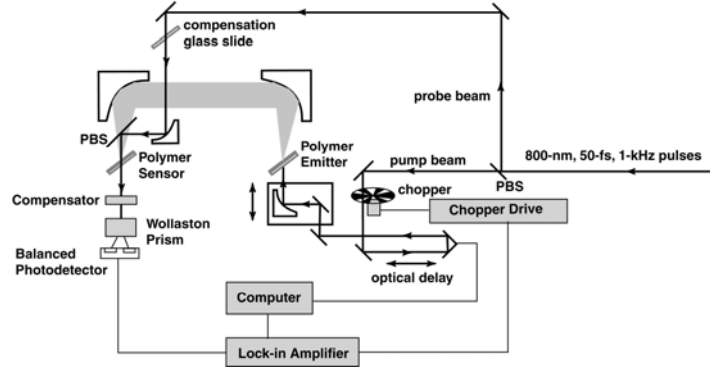 compensation
glass slide
probe beam
PBS
Polymer
Sensor
Polymer
Emitter
pump beam
800-nm, 50-fs, 1-kHz pulses
PBS
chopper
Compensator
Chopper Drive
Wollaston
Prism
Balanced
Photodetector
optical delay
Computer
Lock-in Amplifier